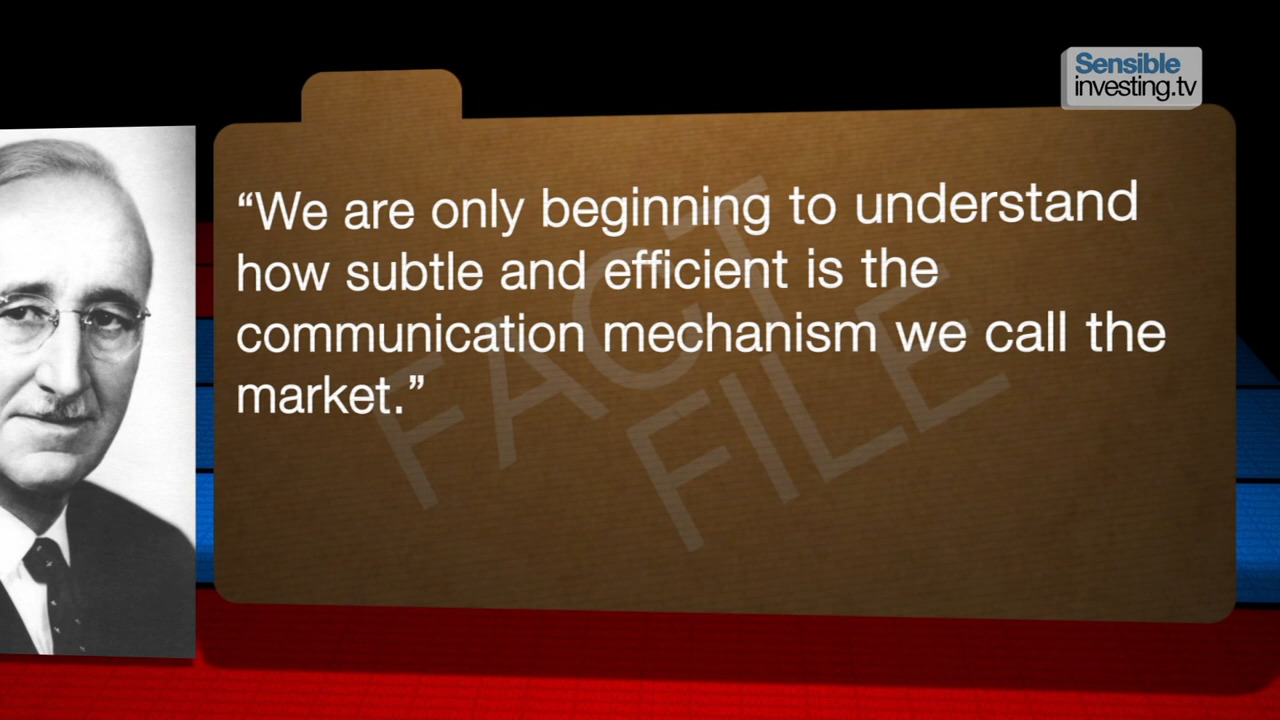 Sensible
investing.tv
“We are only beginning to understand
how subtle and efficient is the
communication mechanism we call the
market.”
FACT
FILE